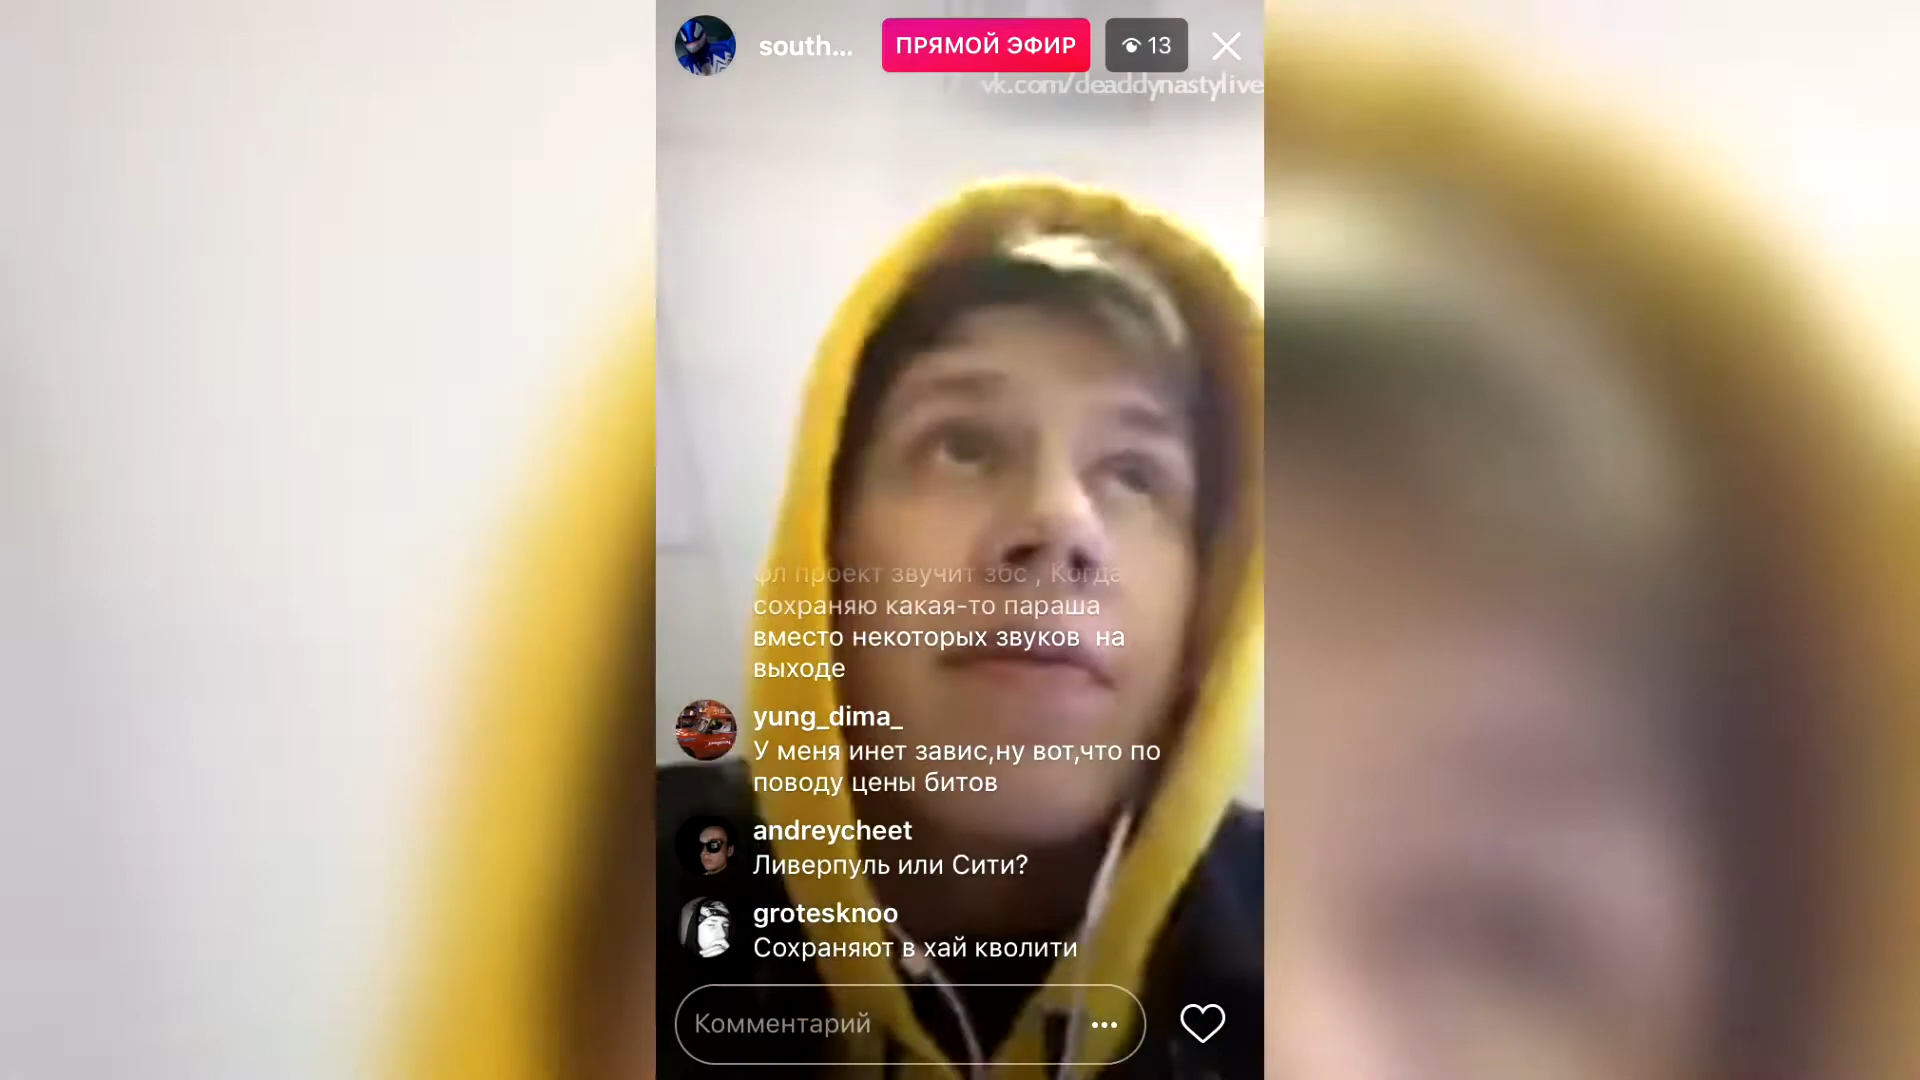 south...
ПРЯМОЙ ЭФИР
13
vk.com/deaddynastylive
фл проект звучит збс , Когда
сохраняю какая-то параша
вместо некоторых звуков на
выходе
yung_dima_
У меня инет завис,ну вот,что по
поводу цены битов
andreycheet
Ливерпуль или Сити?
grotesknoo
Сохраняют в хай кволити
Комментарий